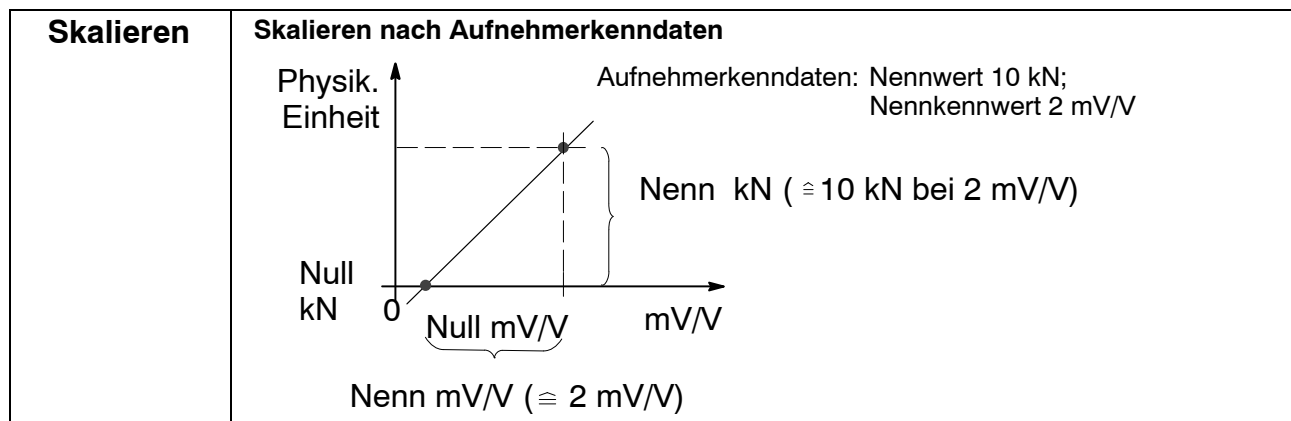 Skalieren
Skalieren nach Aufnehmerkenndaten
Physik.
Einheit
Aufnehmerkenndaten: Nennwert 10 kN;
Nennkennwert 2 mV/V
Nenn kN ( ≙ 10 kN bei 2 mV/V)
Null
kN
0
Null mV/V
mV/V
Nenn mV/V (≙ 2 mV/V)